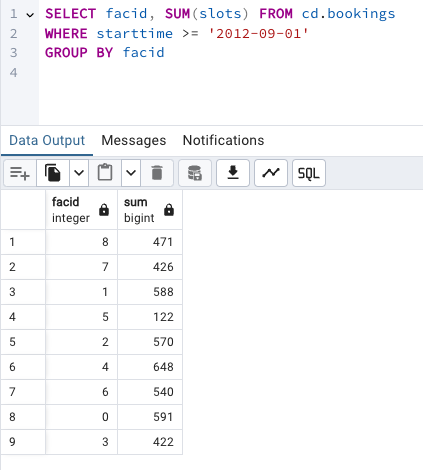 1 SELECT facid, SUM(slots) FROM cd.bookings
2 WHERE starttime >= '2012-09-01'
3 GROUP BY facid
4
Data Output Messages Notifications
SQL
facid sum
integer bigint
1 8 471
2 7 426
3 1 588
4 5 122
5 2 570
6 4 648
7 6 540
8 0 591
9 3 422